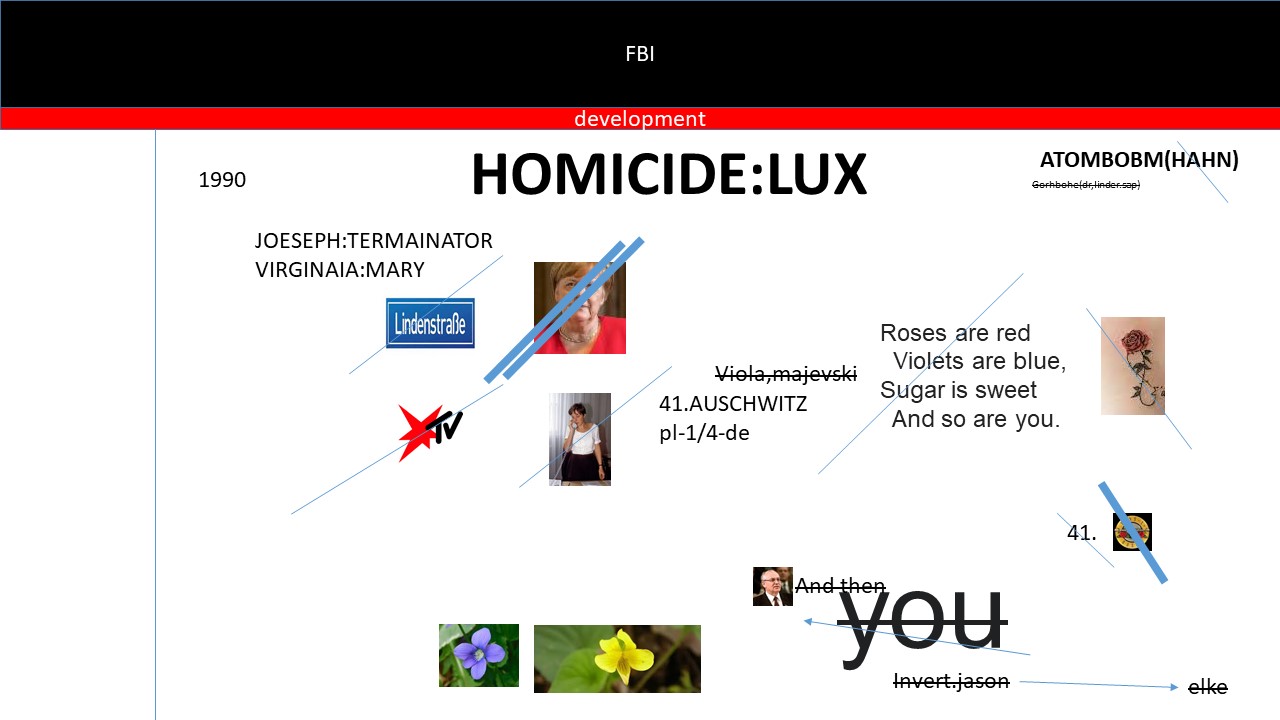 FBI
development
1990
HOMICIDE:LUX
ATOMBOBM(HAHN)
Gorhbohe(dr,linder.sap)
JOESEPH:TERMAINATOR
VIRGINAIA:MARY
Lindenstraße
TV
Viola,majevski
41.AUSCHWITZ
pl-1/4-de
Roses are red
Violets are blue,
Sugar is sweet
And so are you.
41.
And then
you
Invert.jason
elke